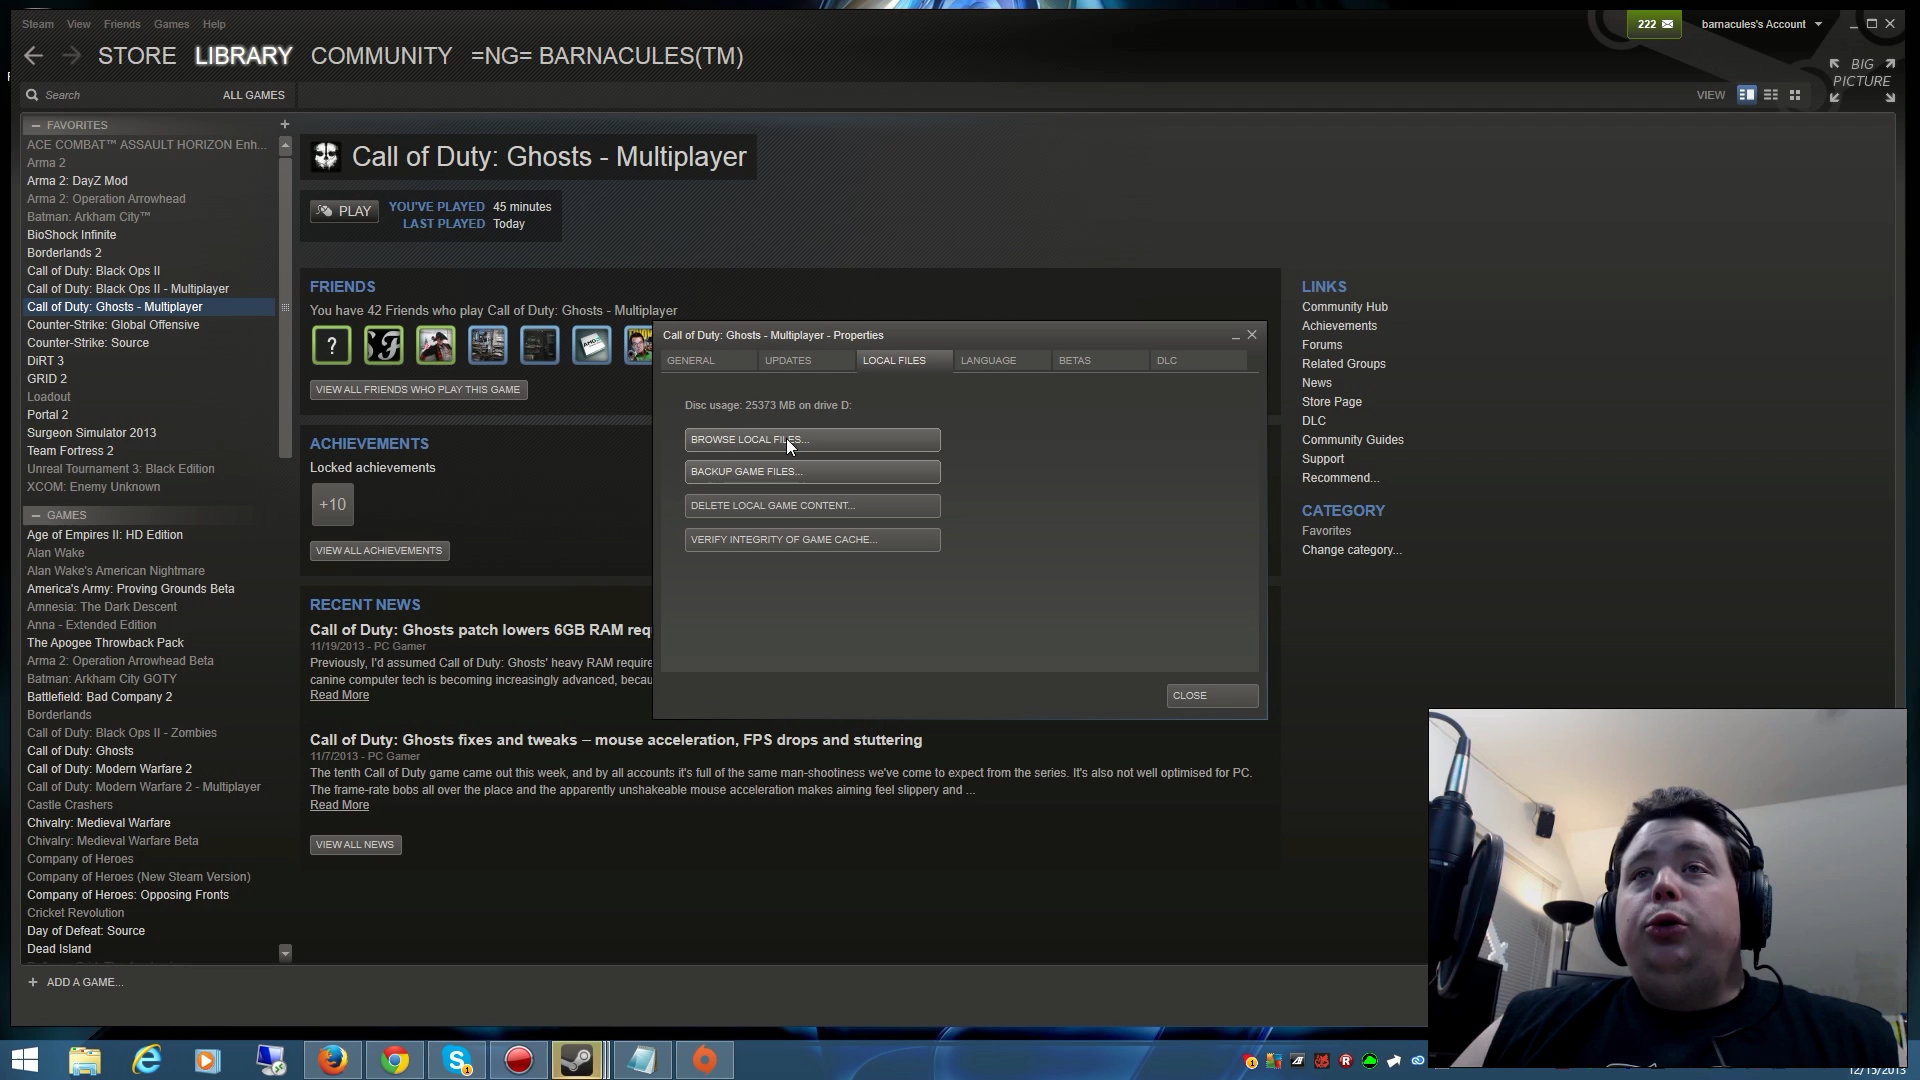 Steam View Friends Games Help
222
barnacules's Account
STORE LIBRARY COMMUNITY =NG= BARNACULES(TM)
BIG PICTURE
Search
ALL GAMES
VIEW
FAVORITES
ACE COMBAT™ ASSAULT HORIZON Enh...
Arma 2
Arma 2: DayZ Mod
Arma 2: Operation Arrowhead
Batman: Arkham City™
BioShock Infinite
Borderlands 2
Call of Duty: Black Ops II
Call of Duty: Black Ops II - Multiplayer
Call of Duty: Ghosts - Multiplayer
Counter-Strike: Global Offensive
Counter-Strike: Source
DiRT 3
GRID 2
Loadout
Portal 2
Surgeon Simulator 2013
Team Fortress 2
Unreal Tournament 3: Black Edition
XCOM: Enemy Unknown
GAMES
Age of Empires II: HD Edition
Alan Wake
Alan Wake's American Nightmare
America's Army: Proving Grounds Beta
Amnesia: The Dark Descent
Anna - Extended Edition
The Apogee Throwback Pack
Arma 2: Operation Arrowhead Beta
Batman: Arkham City GOTY
Battlefield: Bad Company 2
Borderlands
Call of Duty: Black Ops II - Zombies
Call of Duty: Ghosts
Call of Duty: Modern Warfare 2
Call of Duty: Modern Warfare 2 - Multiplayer
Castle Crashers
Chivalry: Medieval Warfare
Chivalry: Medieval Warfare Beta
Company of Heroes
Company of Heroes (New Steam Version)
Company of Heroes: Opposing Fronts
Cricket Revolution
Day of Defeat: Source
Dead Island
+ ADD A GAME...
Call of Duty: Ghosts - Multiplayer
PLAY
YOU'VE PLAYED 45 minutes
LAST PLAYED Today
FRIENDS
You have 42 Friends who play Call of Duty: Ghosts - Multiplayer
?
VIEW ALL FRIENDS WHO PLAY THIS GAME
ACHIEVEMENTS
Locked achievements
+10
VIEW ALL ACHIEVEMENTS
RECENT NEWS
Call of Duty: Ghosts patch lowers 6GB RAM req
11/19/2013 - PC Gamer
Previously, I'd assumed Call of Duty: Ghosts' heavy RAM require
canine computer tech is becoming increasingly advanced, becau
Read More
Call of Duty: Ghosts fixes and tweaks – mouse acceleration, FPS drops and stuttering
11/7/2013 - PC Gamer
The tenth Call of Duty game came out this week, and by all accounts it's full of the same man-shootiness we've come to expect from the series. It's also not well optimised for PC.
The frame-rate bobs all over the place and the apparently unshakeable mouse acceleration makes aiming feel slippery and ...
Read More
VIEW ALL NEWS
Call of Duty: Ghosts - Multiplayer - Properties
GENERAL UPDATES LOCAL FILES LANGUAGE BETAS DLC
Disc usage: 25373 MB on drive D:
BROWSE LOCAL FILES...
BACKUP GAME FILES...
DELETE LOCAL GAME CONTENT...
VERIFY INTEGRITY OF GAME CACHE...
CLOSE
LINKS
Community Hub
Achievements
Forums
Related Groups
News
Store Page
DLC
Community Guides
Support
Recommend...
CATEGORY
Favorites
Change category...
12/15/2013